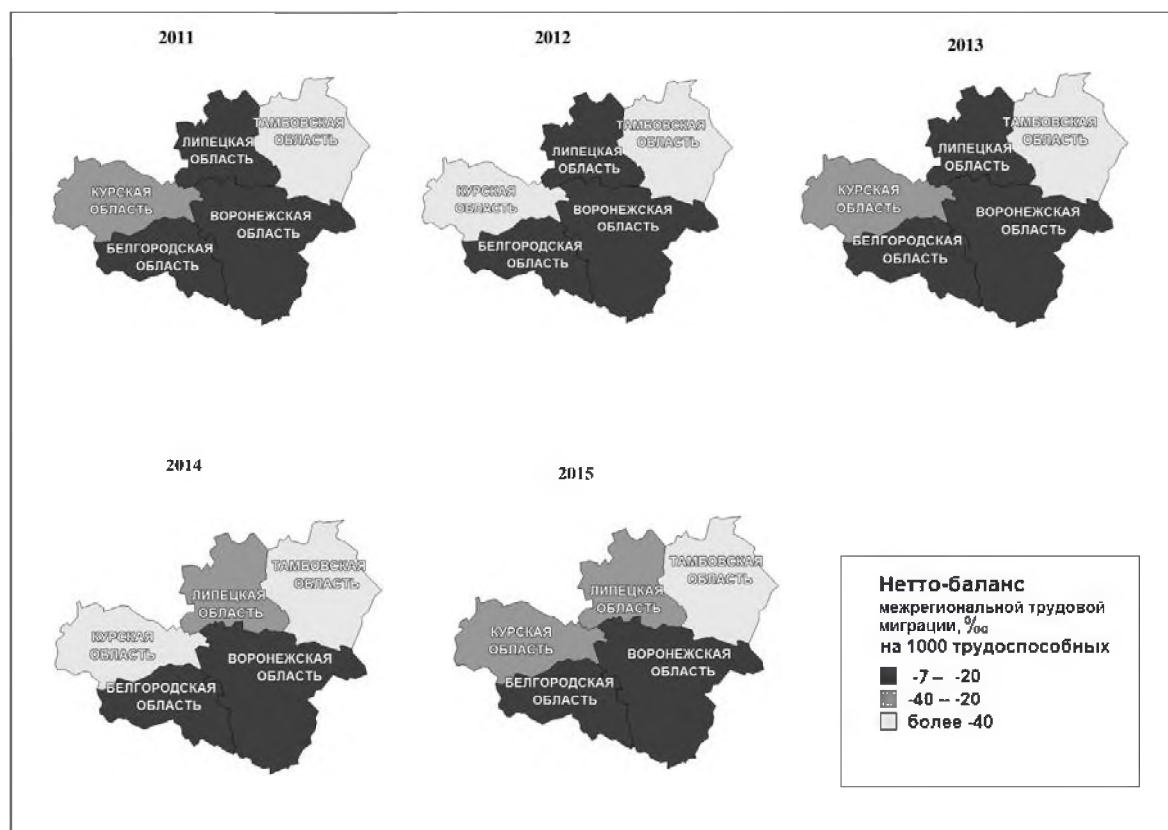 2011
ТАМБОВСКАЯ
ОБЛАСТЬ
ЛИПЕЦКАЯ
ОБЛАСТЬ
КУРСКАЯ
ОБЛАСТЬ
ВОРОНЕЖСКАЯ
ОБЛАСТЬ
БЕЛГОРОДСКАЯ
ОБЛАСТЬ
2012
ТАМБОВСКАЯ
ОБЛАСТЬ
ЛИПЕЦКАЯ
ОБЛАСТЬ
КУРСКАЯ
ОБЛАСТЬ
ВОРОНЕЖСКАЯ
ОБЛАСТЬ
БЕЛГОРОДСКАЯ
ОБЛАСТЬ
2013
ТАМБОВСКАЯ
ОБЛАСТЬ
ЛИПЕЦКАЯ
ОБЛАСТЬ
КУРСКАЯ
ОБЛАСТЬ
ВОРОНЕЖСКАЯ
ОБЛАСТЬ
БЕЛГОРОДСКАЯ
ОБЛАСТЬ
2014
ТАМБОВСКАЯ
ОБЛАСТЬ
ЛИПЕЦКАЯ
ОБЛАСТЬ
КУРСКАЯ
ОБЛАСТЬ
ВОРОНЕЖСКАЯ
ОБЛАСТЬ
БЕЛГОРОДСКАЯ
ОБЛАСТЬ
2015
ТАМБОВСКАЯ
ОБЛАСТЬ
ЛИПЕЦКАЯ
ОБЛАСТЬ
КУРСКАЯ
ОБЛАСТЬ
ВОРОНЕЖСКАЯ
ОБЛАСТЬ
БЕЛГОРОДСКАЯ
ОБЛАСТЬ
Нетто-баланс
межрегиональной трудовой
миграции, ‰
на 1000 трудоспособных
-7 – -20
-40 – -20
более -40